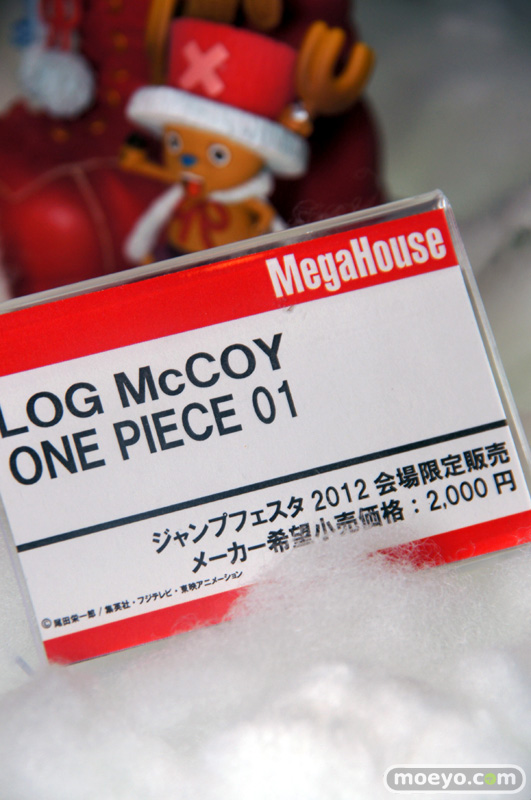 MegaHouse
LOG McCOY
ONE PIECE 01
ジャンプフェスタ 2012 会場限定販売
メーカー希望小売価格：2,000 円
©尾田栄一郎 / 集英社・フジテレビ・東映アニメーション
moeyo.com